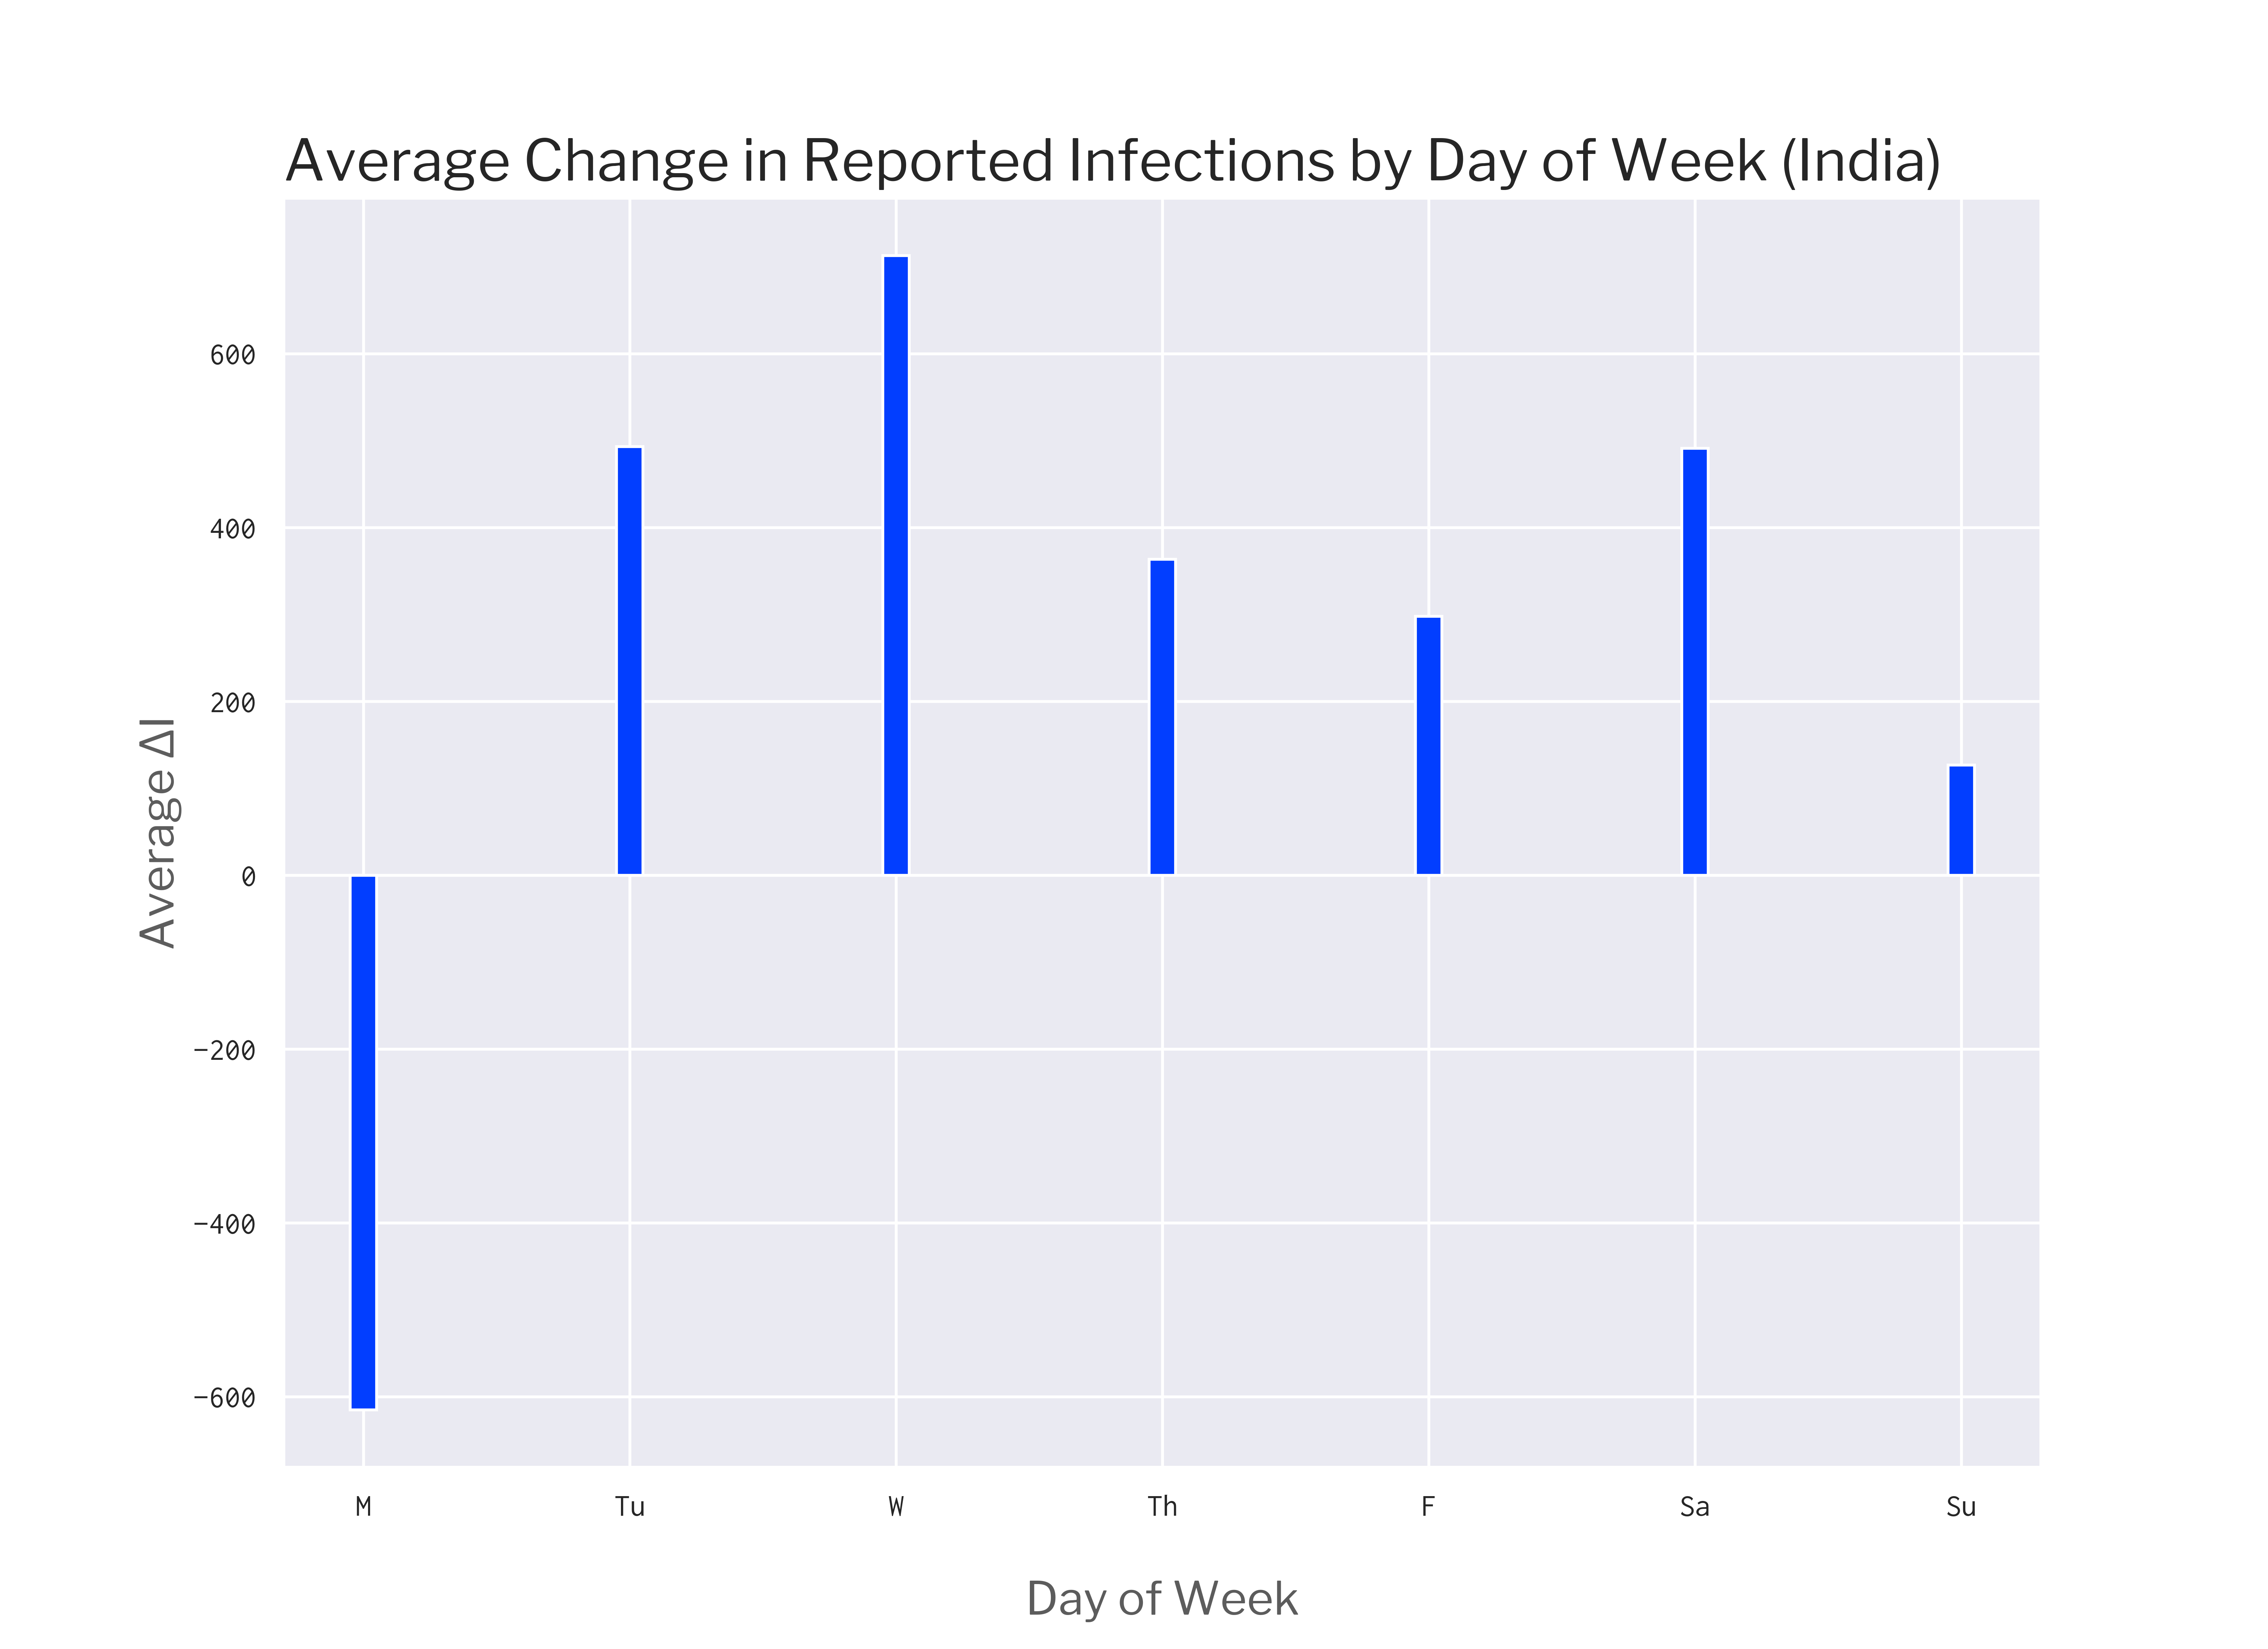 Average Change in Reported Infections by Day of Week (India)
600
400
200
0
−200
−400
−600
Average ΔI
M Tu W Th F Sa Su
Day of Week